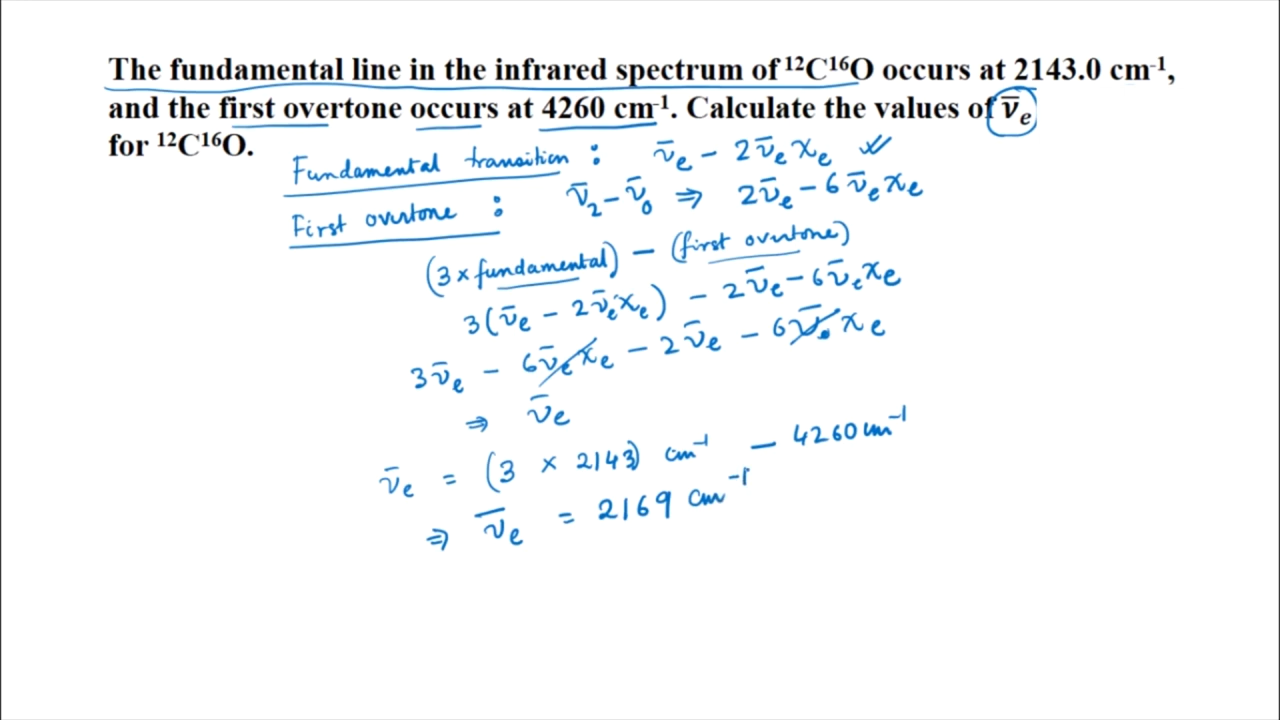 The fundamental line in the infrared spectrum of ¹²C¹⁶O occurs at 2143.0 cm⁻¹,
and the first overtone occurs at 4260 cm⁻¹. Calculate the values of ν̅ₑ
for ¹²C¹⁶O.
Fundamental transition : ν̅ₑ - 2ν̅ₑxₑ ✓
First overtone : ν̅₂ - ν̅₀ ⇒ 2ν̅ₑ - 6ν̅ₑxₑ
(3 × fundamental) - (first overtone)
3(ν̅ₑ - 2ν̅ₑxₑ) - 2ν̅ₑ - 6ν̅ₑxₑ
3ν̅ₑ - 6ν̅ₑxₑ - 2ν̅ₑ - 6ν̅ₑxₑ
⇒ ν̅ₑ
ν̅ₑ = (3 × 2143) cm⁻¹ - 4260 cm⁻¹
⇒ ν̅ₑ = 2169 cm⁻¹